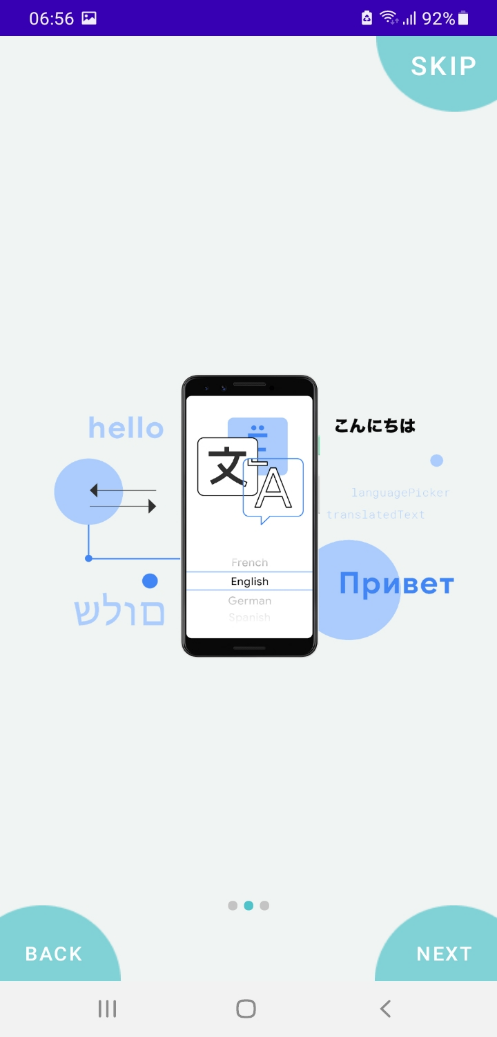 06:56
92%
SKIP
hello
こんにちは
文
A
languagePicker
translatedText
French
English
German
Spanish
Привет
שלום
BACK
NEXT